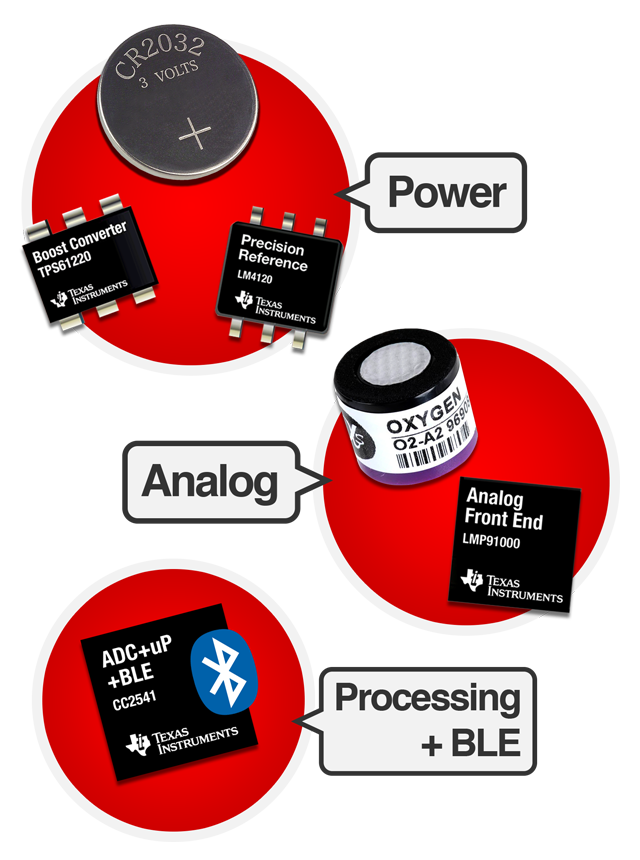 CR2032
3 VOLTS
+
Power
Boost Converter
TPS61220
TEXAS
INSTRUMENTS
Precision
Reference
LM4120
TEXAS
INSTRUMENTS
OXYGEN
O2-A2
Analog
Analog
Front End
LMP91000
TEXAS
INSTRUMENTS
ADC+uP
+BLE
CC2541
TEXAS
INSTRUMENTS
Processing
+ BLE